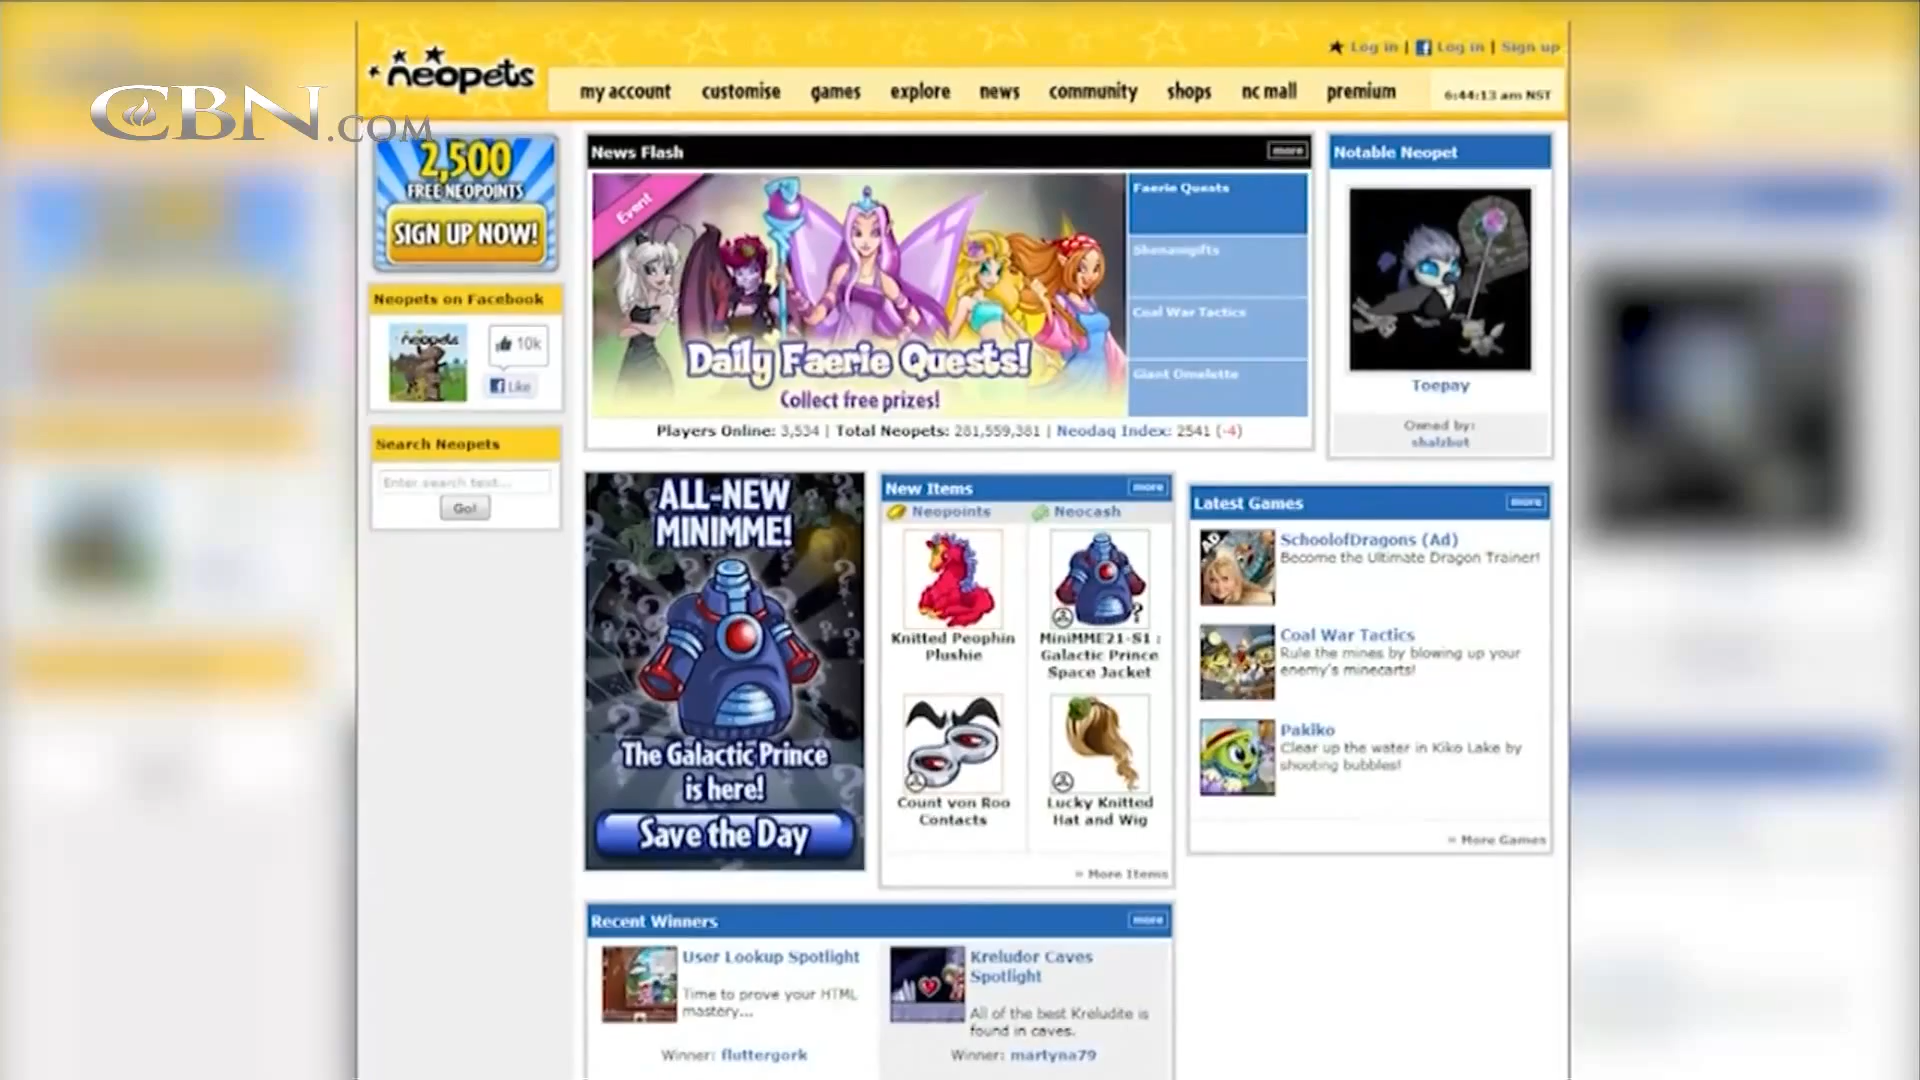 neopets
Log in | Log in | Sign up
my account customise games explore news community shops nc mall premium 6:44:13 am NST
CBN.com
2,500
FREE NEOPOINTS
SIGN UP NOW!
Neopets on Facebook
neopets
10k
Like
Search Neopets
Enter search text...
Go!
News Flash more
Event
Daily Faerie Quests!
Collect free prizes!
Faerie Quests
Shenanigifts
Coal War Tactics
Giant Omelette
Players Online: 3,534 | Total Neopets: 281,559,381 | Neodaq Index: 2541 (-4)
Notable Neopet
Toepay
Owned by:
shalzbot
ALL-NEW
MINIMME!
The Galactic Prince
is here!
Save the Day
New Items more
Neopoints Neocash
Knitted Peophin
Plushie
MiniMME21-S1 :
Galactic Prince
Space Jacket
Count von Roo
Contacts
Lucky Knitted
Hat and Wig
» More Items
Latest Games more
AD
SchoolofDragons (Ad)
Become the Ultimate Dragon Trainer!
Coal War Tactics
Rule the mines by blowing up your
enemy's minecarts!
Pakiko
Clear up the water in Kiko Lake by
shooting bubbles!
» More Games
Recent Winners more
User Lookup Spotlight
Time to prove your HTML
mastery...
Winner: fluttergork
Kreludor Caves
Spotlight
All of the best Kreludite is
found in caves.
Winner: martyna79